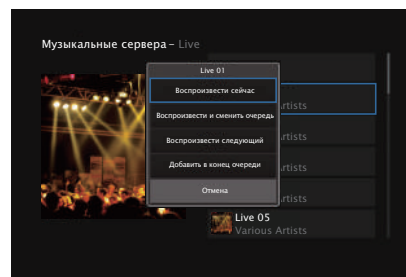 Музыкальные сервера – Live
Live 01
Воспроизвести сейчас
Воспроизвести и сменить очередь
Воспроизвести следующий
Добавить в конец очереди
Отмена
Artists
Artists
Artists
Artists
Live 05
Various Artists